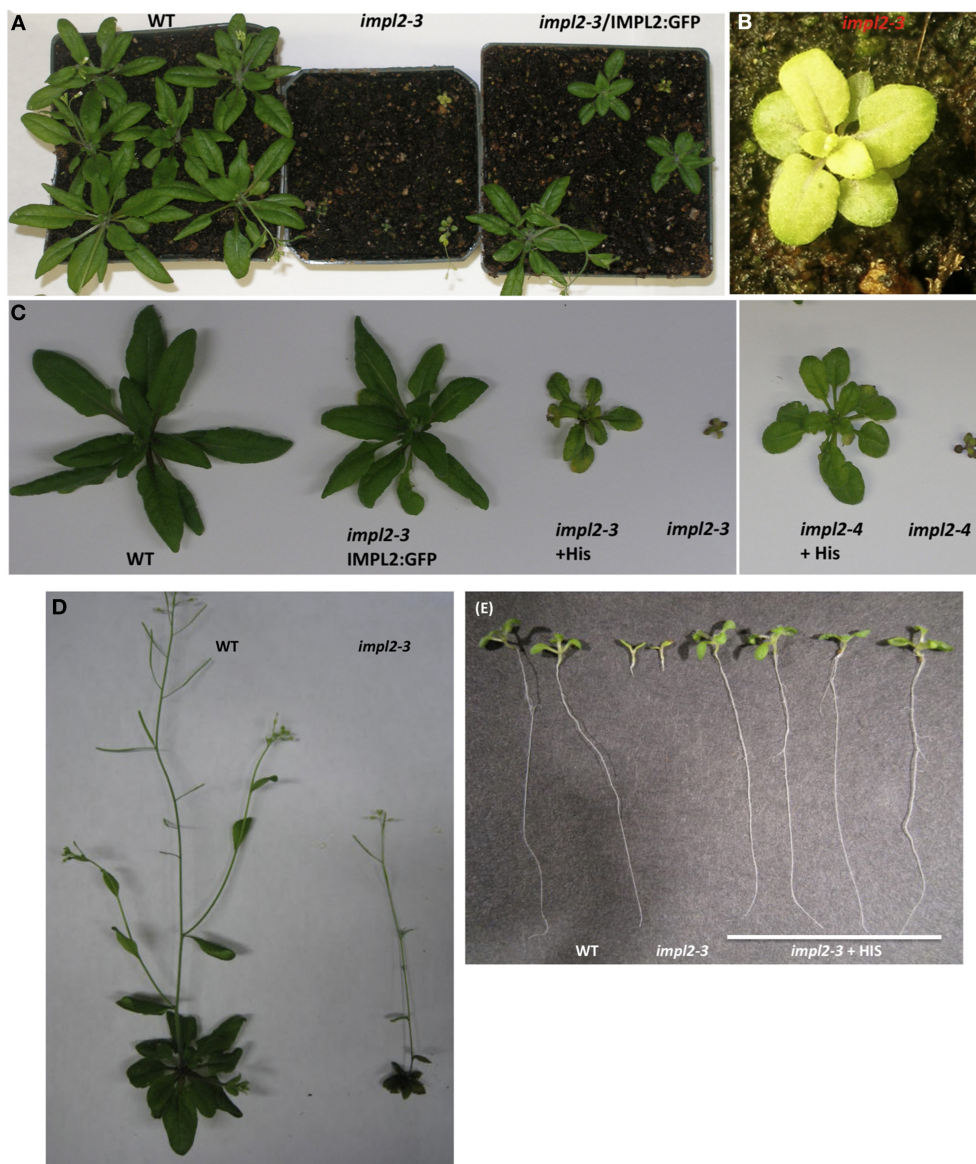 A
WT
impl2-3
impl2-3/IMPL2:GFP
B
impl2-3
C
WT
impl2-3
IMPL2:GFP
impl2-3
+His
impl2-3
impl2-4
+ His
impl2-4
D
WT
impl2-3
(E)
WT
impl2-3
impl2-3 + HIS